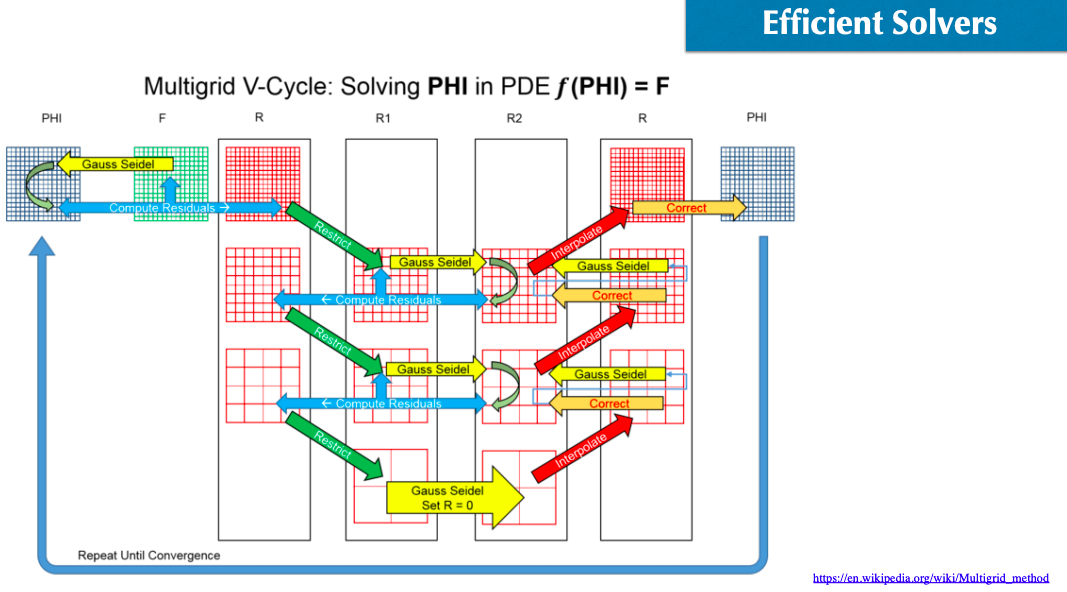 Efficient Solvers
Multigrid V-Cycle: Solving PHI in PDE f(PHI) = F
PHI
F
R
R1
R2
R
PHI
Gauss Seidel
Compute Residuals →
Correct
Restrict
Interpolate
Gauss Seidel
Gauss Seidel
← Compute Residuals
Correct
Restrict
Interpolate
Gauss Seidel
Gauss Seidel
← Compute Residuals
Correct
Restrict
Interpolate
Gauss Seidel
Set R = 0
Repeat Until Convergence
https://en.wikipedia.org/wiki/Multigrid_method